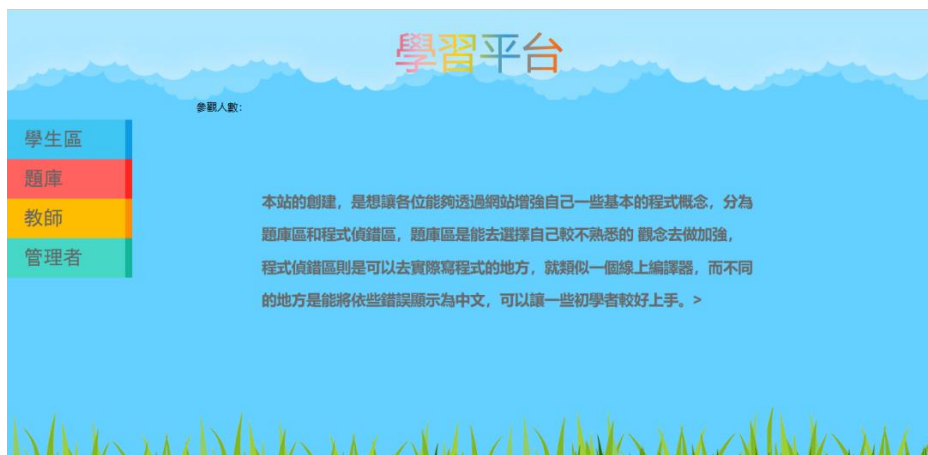 學習平台
參觀人數:
學生區
題庫
教師
管理者
本站的創建，是想讓各位能夠透過網站增強自己一些基本的程式概念，分為
題庫區和程式偵錯區，題庫區是能去選擇自己較不熟悉的 觀念去做加強，
程式偵錯區則是可以去實際寫程式的地方，就類似一個線上編譯器，而不同
的地方是能將依些錯誤顯示為中文，可以讓一些初學者較好上手。>